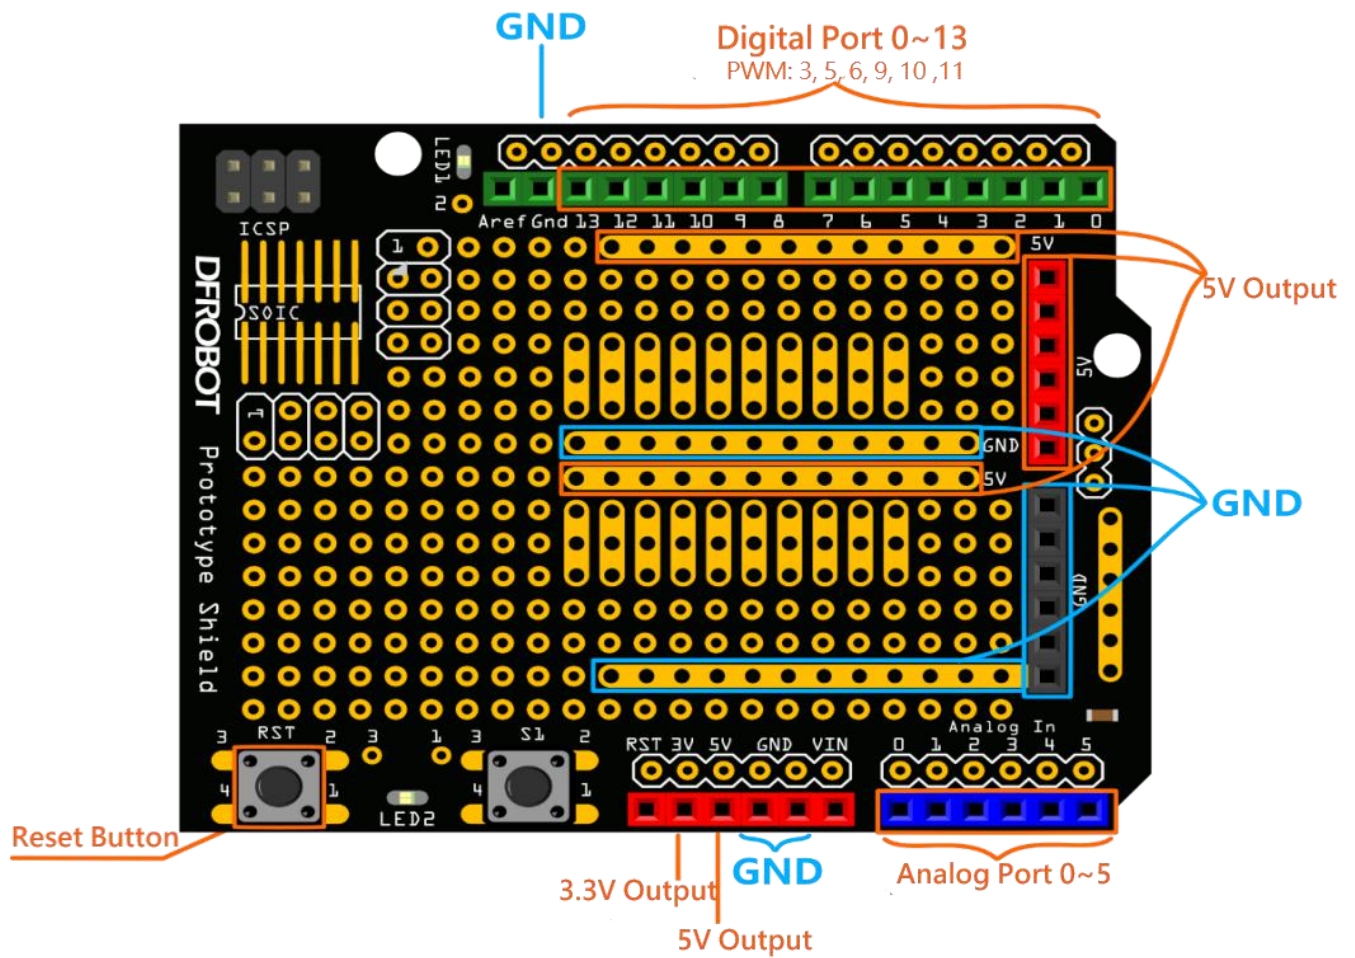 GND
Digital Port 0~13
PWM: 3, 5, 6, 9, 10 ,11
LED1
2
ICSP
Aref Gnd 13 12 11 10 9 8 7 6 5 4 3 2 1 0
1
5V
5V Output
SOIC
DFROBOT
5V
1
GND
5V
GND
Prototype Shield
GND
Analog In
3 RST 2 3 1 3 S1 2
RST 3V 5V GND VIN 0 1 2 3 4 5
4 1 4 1
LED2
Reset Button
GND
Analog Port 0~5
3.3V Output
5V Output